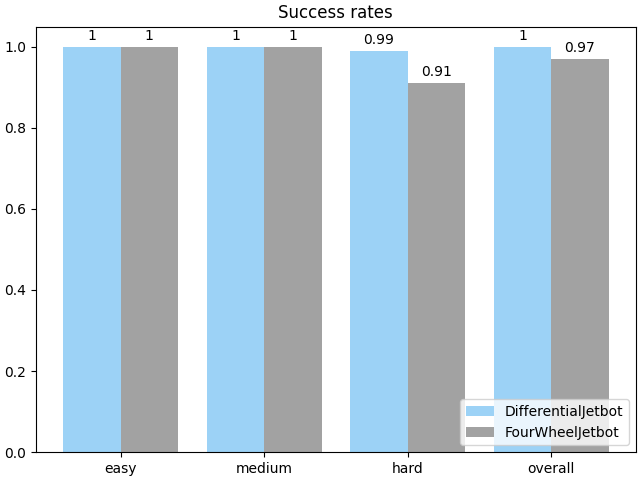 Success rates
1 1 1 1 0.99 0.91 1 0.97
1.0
0.8
0.6
0.4
0.2
0.0
DifferentialJetbot
FourWheelJetbot
easy medium hard overall